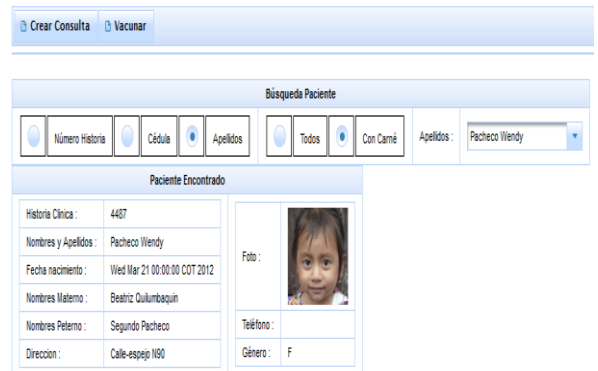 Crear Consulta Vacunar
Búsqueda Paciente
Número Historia Cédula Apellidos Todos Con Carné Apellidos : Pacheco Wendy
Paciente Encontrado
Historia Clinica : 4487
Nombres y Apellidos : Pacheco Wendy
Fecha nacimiento : Wed Mar 21 00:00:00 COT 2012
Nombres Materno : Beatriz Quilumbaquin
Nombres Peterno : Segundo Pacheco
Direccion : Calle-espejo N90
Foto :
Teléfono :
Gênero : F